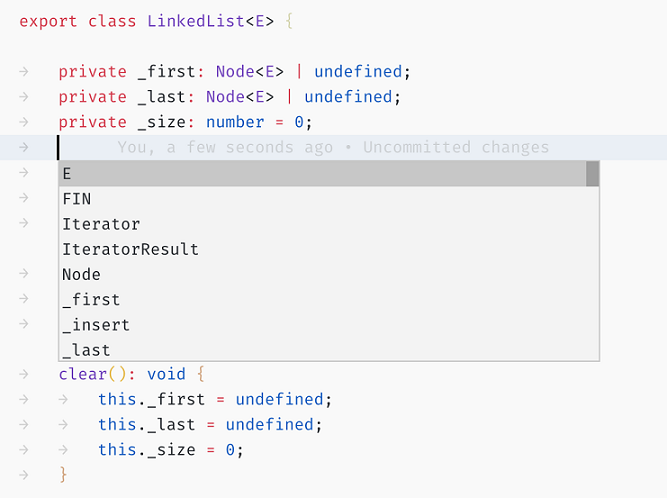 export class LinkedList<E> {
private _first: Node<E> | undefined;
private _last: Node<E> | undefined;
private _size: number = 0;
You, a few seconds ago • Uncommitted changes
E
FIN
Iterator
IteratorResult
Node
_first
_insert
_last
clear(): void {
this._first = undefined;
this._last = undefined;
this._size = 0;
}